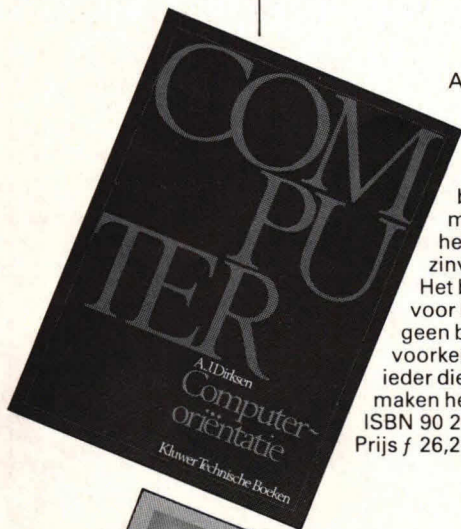 COM
PU
TER
A.J. Dirksen
Computer~
oriëntatie
Kluwer Technische Boeken
A
b
m
he
zinv
Het b
voor
geen b
voorke
ieder die
maken he
ISBN 90 2
Prijs ƒ 26,2